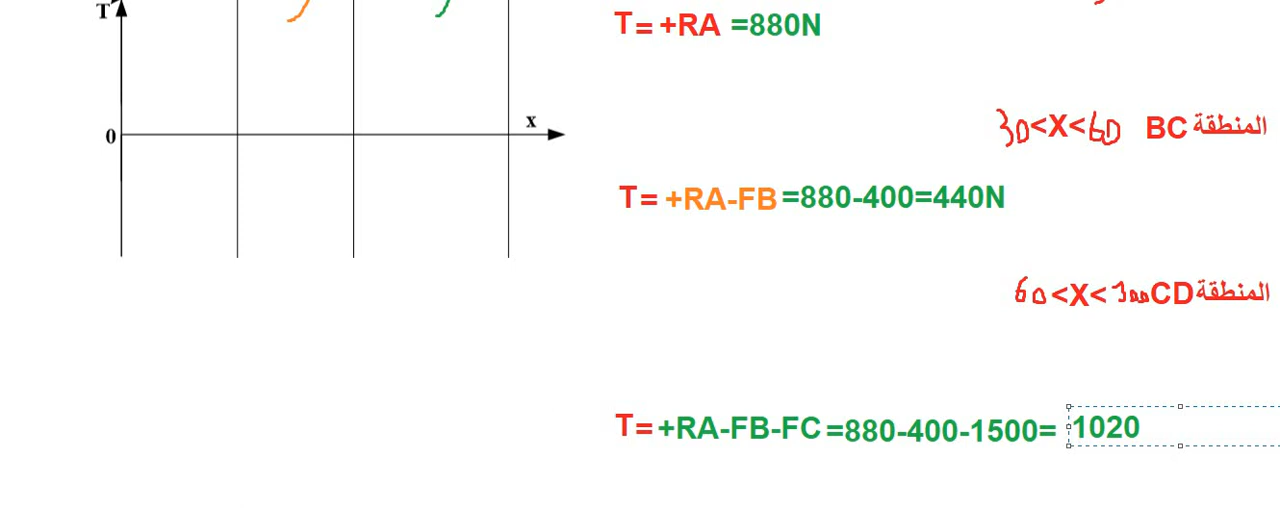 T
T= +RA =880N
x
0
المنطقة BC 30<X<60
T= +RA-FB=880-400=440N
المنطقة CD 60<X<100
T=+RA-FB-FC=880-400-1500= 1020